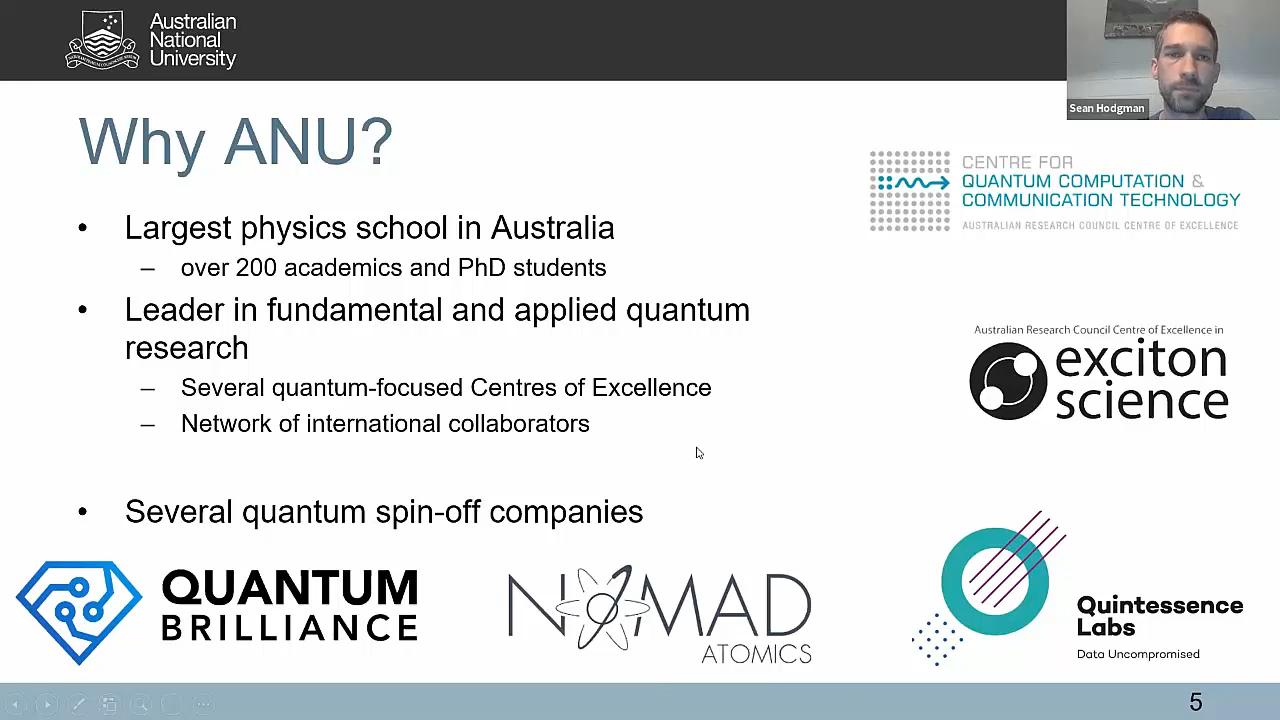 Australian
National
University
Sean Hodgman
Why ANU?
CENTRE FOR
QUANTUM COMPUTATION &
COMMUNICATION TECHNOLOGY
AUSTRALIAN RESEARCH COUNCIL CENTRE OF EXCELLENCE
• Largest physics school in Australia
– over 200 academics and PhD students
• Leader in fundamental and applied quantum
research
– Several quantum-focused Centres of Excellence
– Network of international collaborators
Australian Research Council Centre of Excellence in
exciton
science
• Several quantum spin-off companies
QUANTUM
BRILLIANCE
NOMAD
ATOMICS
Quintessence
Labs
Data Uncompromised
5